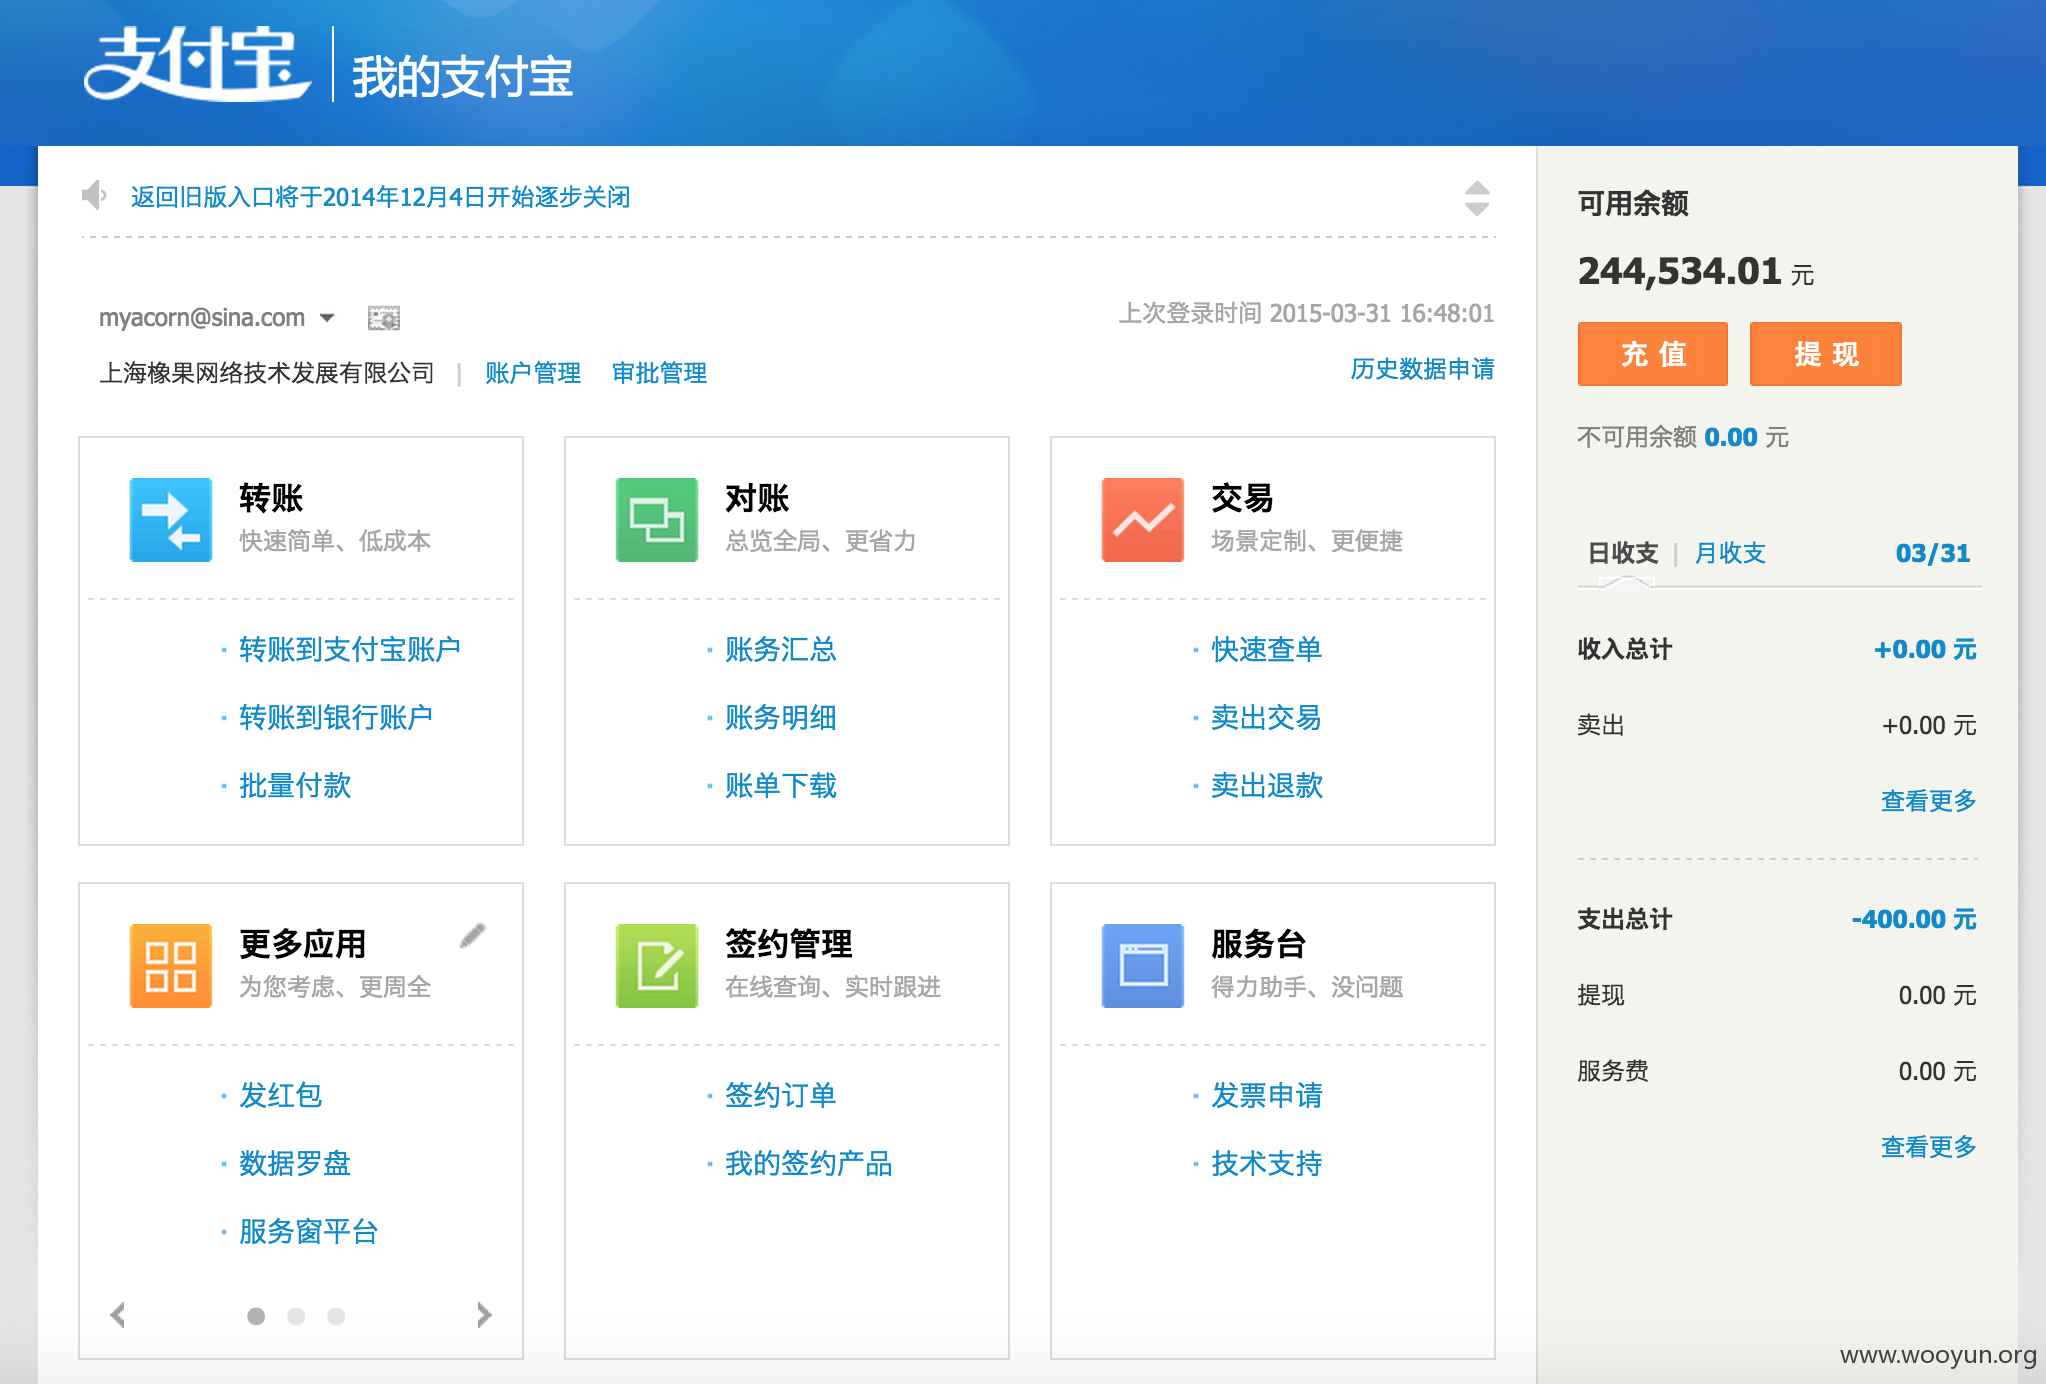 支付宝 | 我的支付宝
返回旧版入口将于2014年12月4日开始逐步关闭
myacorn@sina.com
上次登录时间 2015-03-31 16:48:01
上海橡果网络技术发展有限公司 | 账户管理 审批管理
历史数据申请
转账
快速简单、低成本
· 转账到支付宝账户
· 转账到银行账户
· 批量付款
对账
总览全局、更省力
· 账务汇总
· 账务明细
· 账单下载
交易
场景定制、更便捷
· 快速查单
· 卖出交易
· 卖出退款
更多应用
为您考虑、更周全
· 发红包
· 数据罗盘
· 服务窗平台
签约管理
在线查询、实时跟进
· 签约订单
· 我的签约产品
服务台
得力助手、没问题
· 发票申请
· 技术支持
可用余额
244,534.01 元
充值 提现
不可用余额 0.00 元
日收支 | 月收支 03/31
收入总计 +0.00 元
卖出 +0.00 元
查看更多
支出总计 -400.00 元
提现 0.00 元
服务费 0.00 元
查看更多
www.wooyun.org